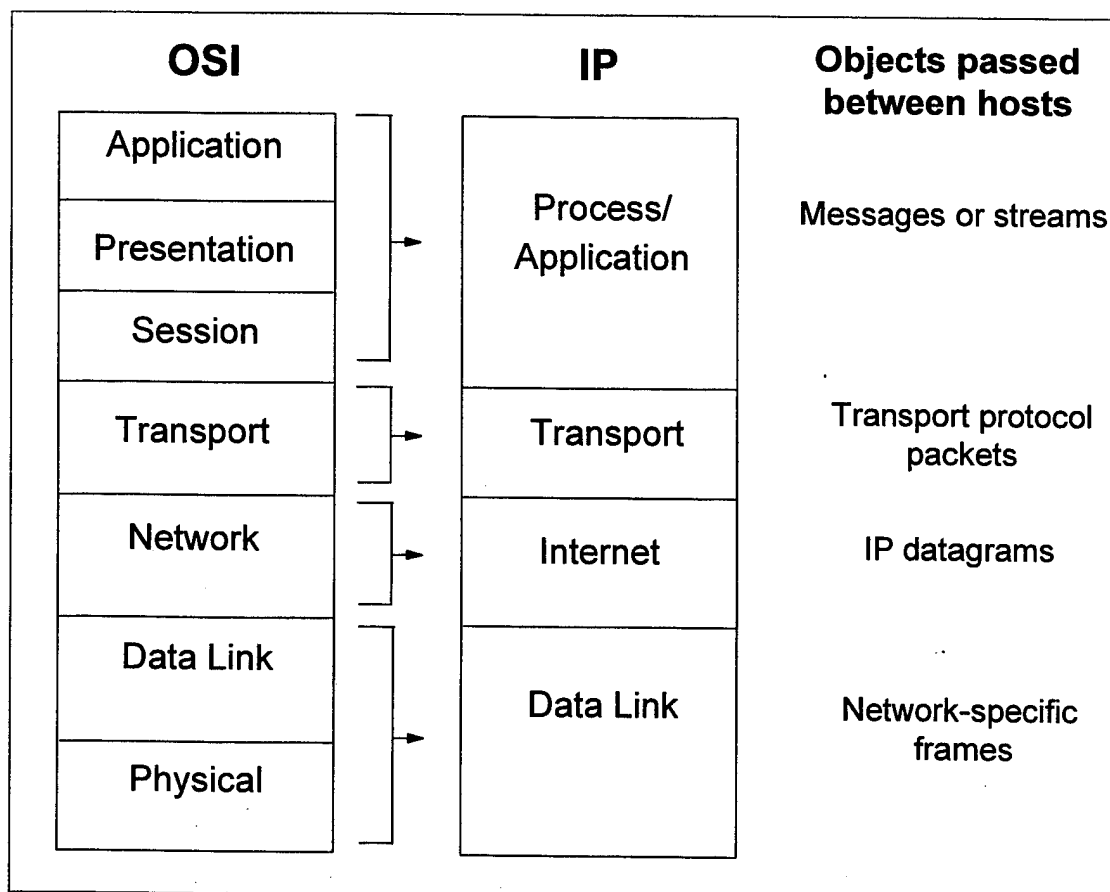 OSI
IP
Objects passed
between hosts
Application
Presentation
Session
Transport
Network
Data Link
Physical
Process/
Application
Transport
Internet
Data Link
Messages or streams
Transport protocol
packets
IP datagrams
Network-specific
frames